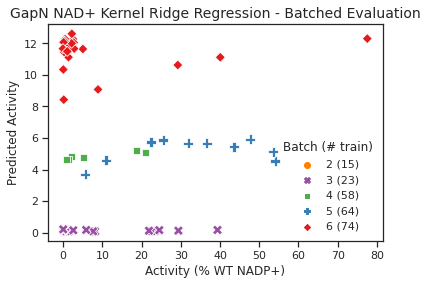 GapN NAD+ Kernel Ridge Regression - Batched Evaluation
12
10
8
6
4
2
0
Predicted Activity
Batch (# train)
2 (15)
3 (23)
4 (58)
5 (64)
6 (74)
0 10 20 30 40 50 60 70 80
Activity (% WT NADP+)